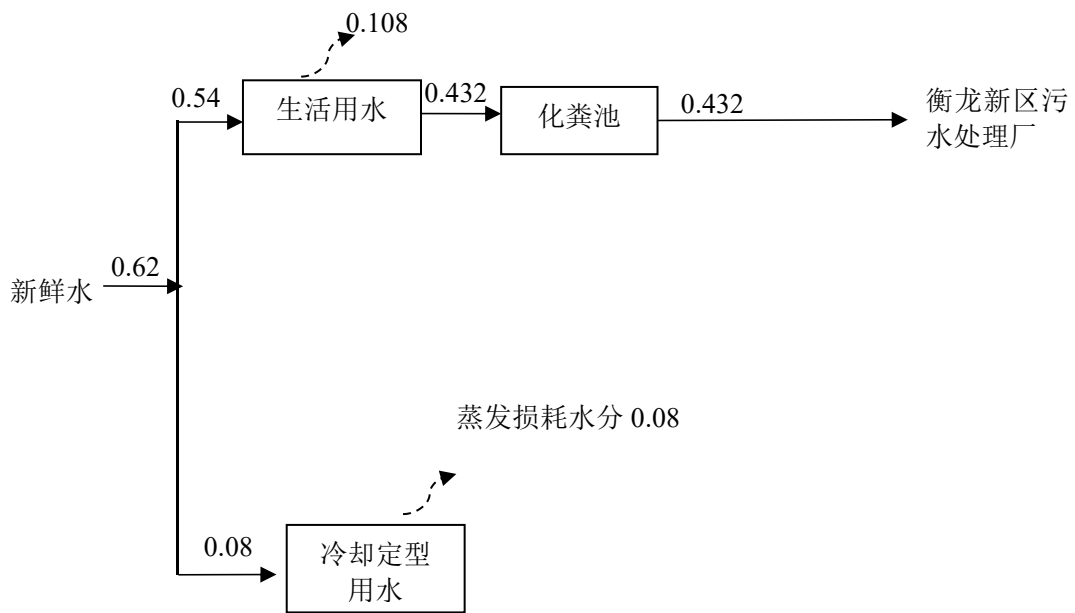 0.108
0.54
生活用水
0.432
化粪池
0.432
衡龙新区污
水处理厂
新鲜水
0.62
蒸发损耗水分 0.08
0.08
冷却定型
用水